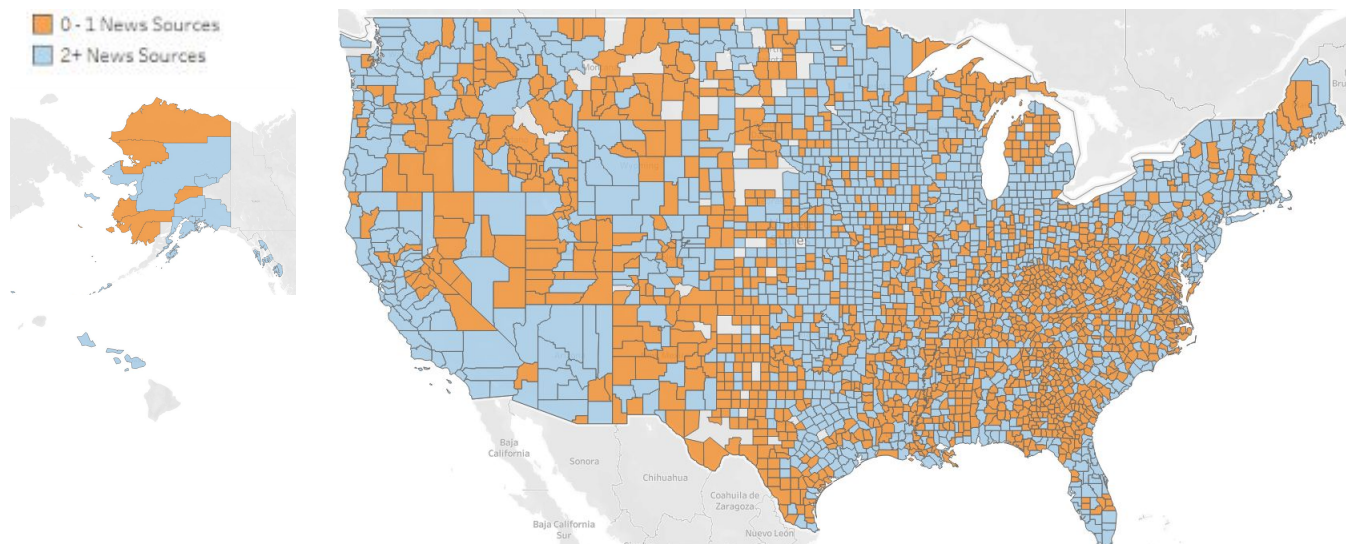 0 - 1 News Sources
2+ News Sources
Baja
California
Sonora
Chihuahua
Coahuila de
Zaragoza
Baja California
Sur
Nuevo León